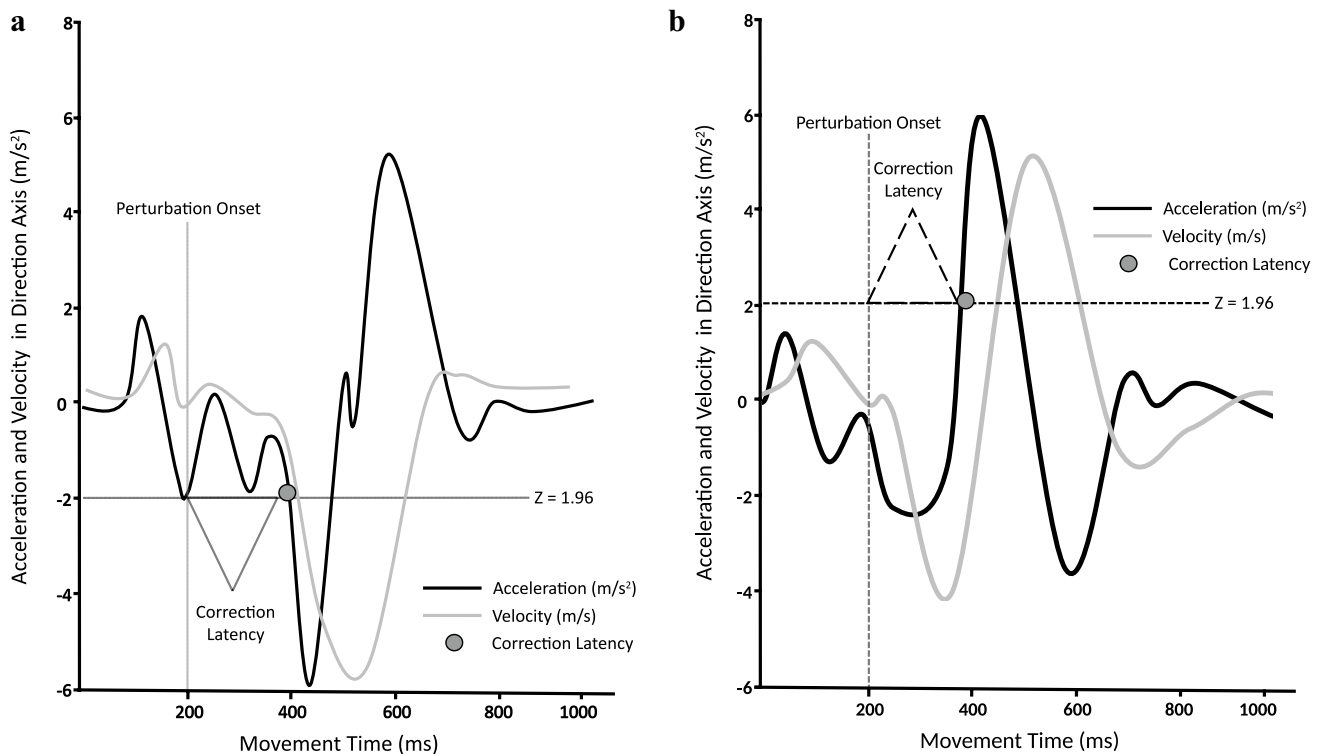 a
Acceleration and Velocity in Direction Axis (m/s²)
8
6
4
2
0
-2
-4
-6
Perturbation Onset
Z = 1.96
Correction
Latency
Acceleration (m/s²)
Velocity (m/s)
Correction Latency
200
400
600
800
1000
Movement Time (ms)
b
Acceleration and Velocity in Direction Axis (m/s²)
8
6
4
2
0
-2
-4
-6
Perturbation Onset
Correction
Latency
Acceleration (m/s²)
Velocity (m/s)
Correction Latency
Z = 1.96
200
400
600
800
1000
Movement Time (ms)